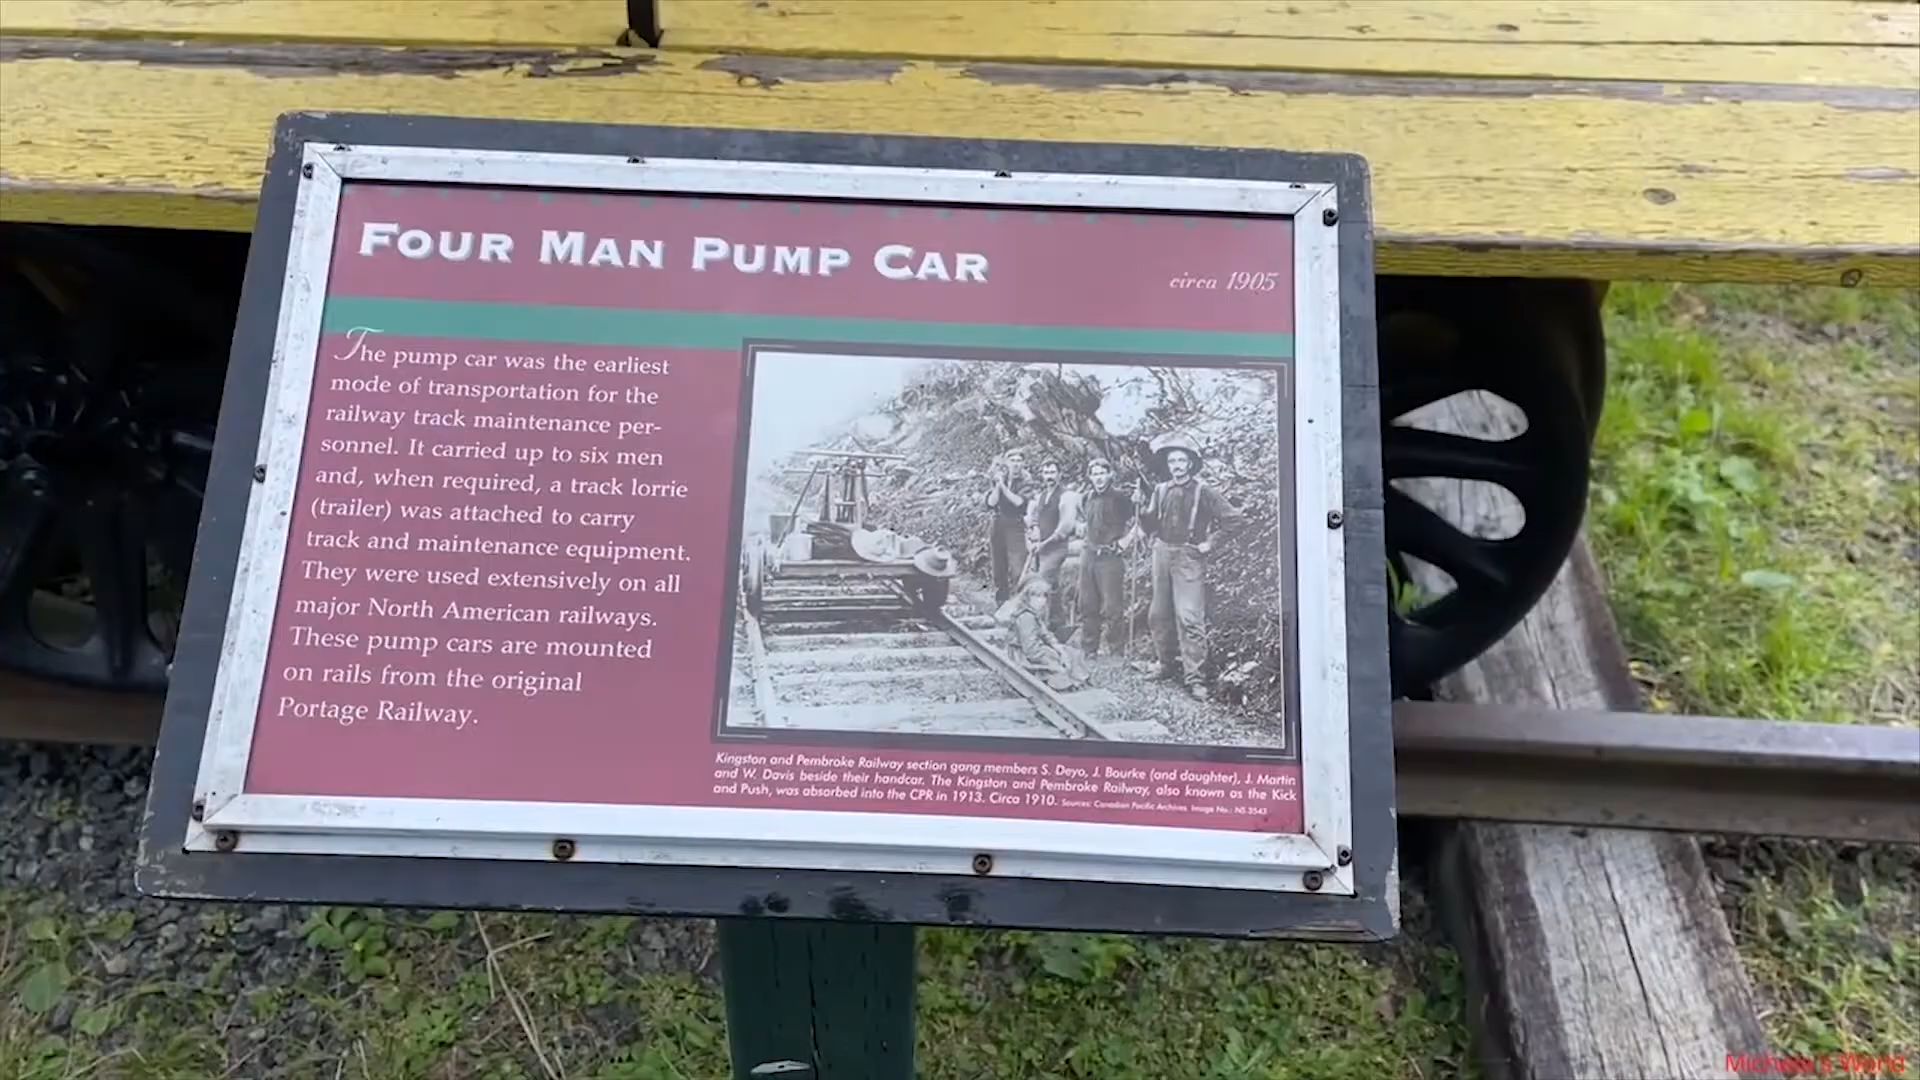 FOUR MAN PUMP CAR
circa 1905
The pump car was the earliest
mode of transportation for the
railway track maintenance per-
sonnel. It carried up to six men
and, when required, a track lorrie
(trailer) was attached to carry
track and maintenance equipment.
They were used extensively on all
major North American railways.
These pump cars are mounted
on rails from the original
Portage Railway.
Kingston and Pembroke Railway section gang members S. Deyo, J. Bourke (and daughter), J. Martin
and W. Davis beside their handcar. The Kingston and Pembroke Railway, also known as the Kick
and Push, was absorbed into the CPR in 1913. Circa 1910. Sources: Canadian Pacific Archives Image No.: NS 3543
World